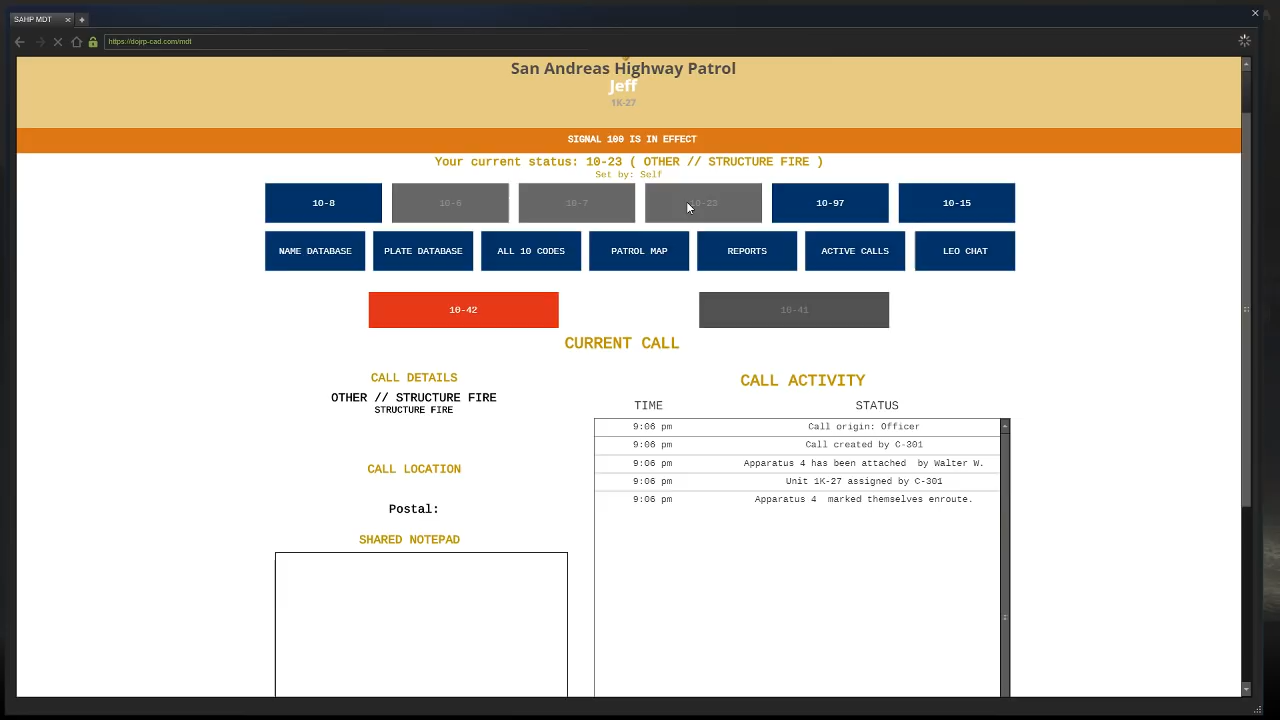 SAHP MDT
https://dojrp-cad.com/mdt
San Andreas Highway Patrol
Jeff
1K-27
SIGNAL 100 IS IN EFFECT
Your current status: 10-23 ( OTHER // STRUCTURE FIRE )
Set by: Self
10-8 10-6 10-7 10-23 10-97 10-15
NAME DATABASE PLATE DATABASE ALL 10 CODES PATROL MAP REPORTS ACTIVE CALLS LEO CHAT
10-42 10-41
CURRENT CALL
CALL DETAILS
OTHER // STRUCTURE FIRE
STRUCTURE FIRE
CALL LOCATION
Postal:
SHARED NOTEPAD
CALL ACTIVITY
TIME STATUS
9:06 pm Call origin: Officer
9:06 pm Call created by C-301
9:06 pm Apparatus 4 has been attached by Walter W.
9:06 pm Unit 1K-27 assigned by C-301
9:06 pm Apparatus 4 marked themselves enroute.